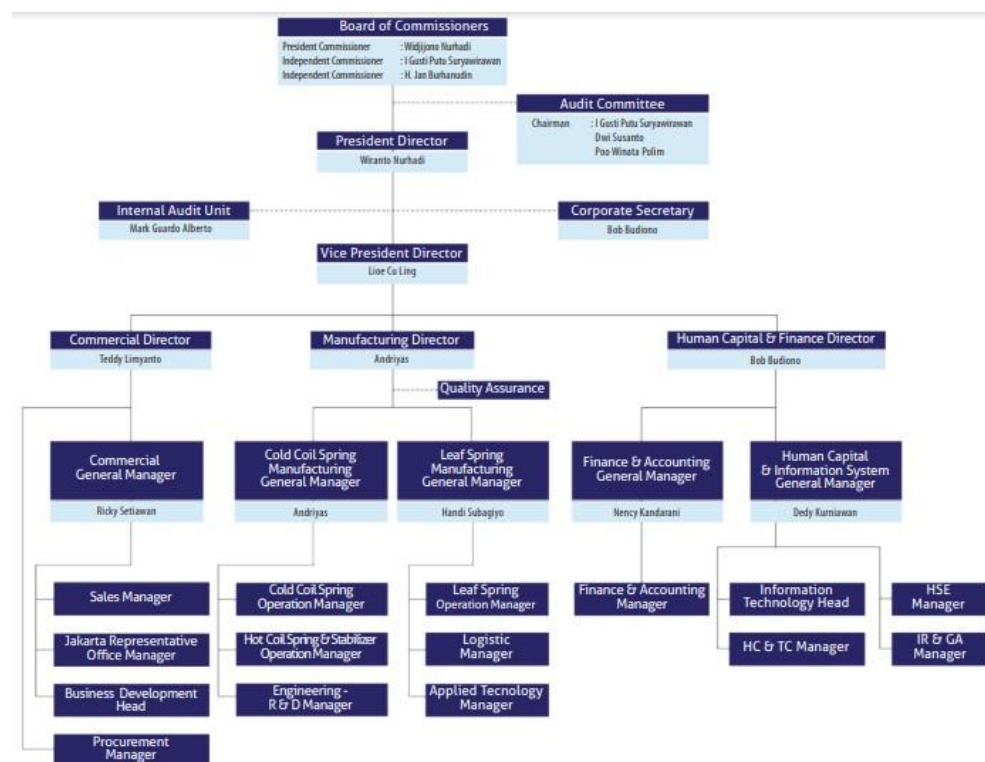 Board of Commissioners
President Commissioner : Widjijono Nurhadi
Independent Commissioner : I Gusti Putu Suryawirawan
Independent Commissioner : H. Jan Burhanudin
Audit Committee
Chairman : I Gusti Putu Suryawirawan
Dwi Susanto
Poo Winata Polim
President Director
Wiranto Nurhadi
Internal Audit Unit
Mark Guardo Alberto
Corporate Secretary
Bob Budiono
Vice President Director
Lioe Cu Ling
Commercial Director
Teddy Limyanto
Manufacturing Director
Andriyas
Human Capital & Finance Director
Bob Budiono
Quality Assurance
Commercial
General Manager
Ricky Setiawan
Cold Coil Spring
Manufacturing
General Manager
Andriyas
Leaf Spring
Manufacturing
General Manager
Handi Subagiyo
Finance & Accounting
General Manager
Nency Kandarani
Human Capital
& Information System
General Manager
Dedy Kurniawan
Sales Manager
Jakarta Representative
Office Manager
Business Development
Head
Procurement
Manager
Cold Coil Spring
Operation Manager
Hot Coil Spring & Stabilizer
Operation Manager
Engineering -
R & D Manager
Leaf Spring
Operation Manager
Logistic
Manager
Applied Tecnology
Manager
Finance & Accounting
Manager
Information
Technology Head
HC & TC Manager
HSE
Manager
IR & GA
Manager